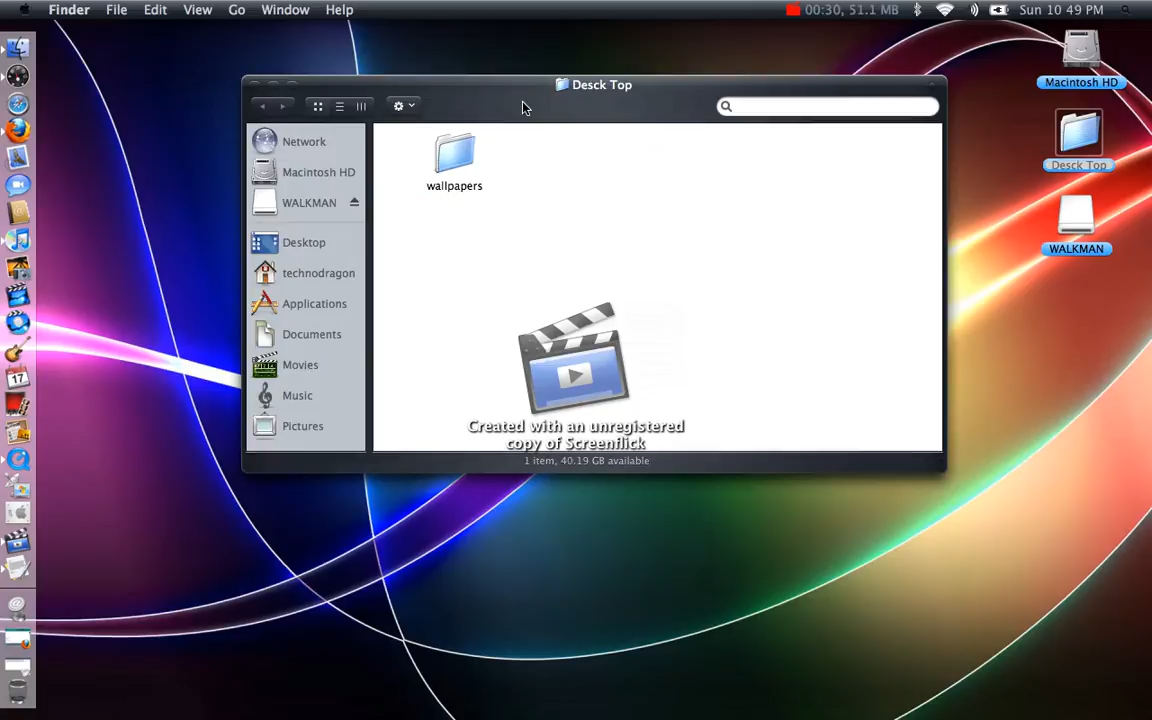 Finder File Edit View Go Window Help 00:30, 51.1 MB Sun 10 49 PM
Macintosh HD
Desck Top
WALKMAN
Desck Top
Network
Macintosh HD
WALKMAN
Desktop
technodragon
Applications
Documents
Movies
Music
Pictures
wallpapers
Created with an unregistered
copy of Screenflick
1 item, 40.19 GB available
17